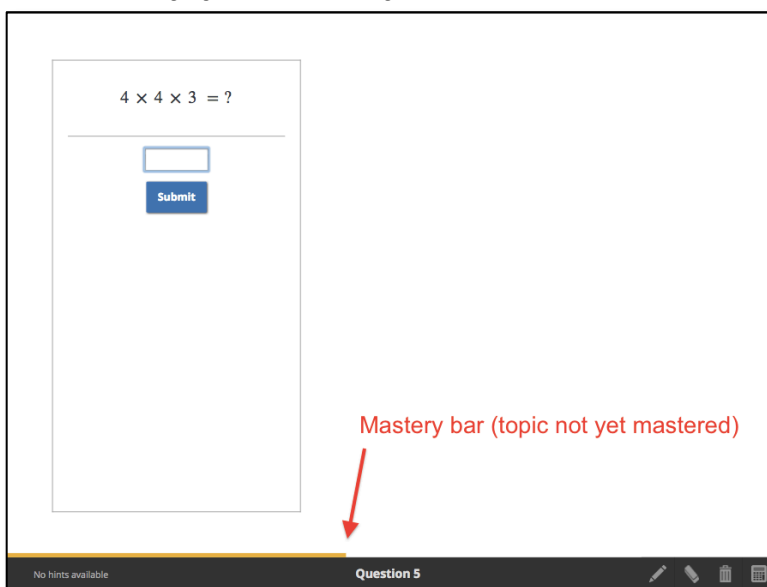 4 × 4 × 3 = ?
Submit
Mastery bar (topic not yet mastered)
No hints available
Question 5